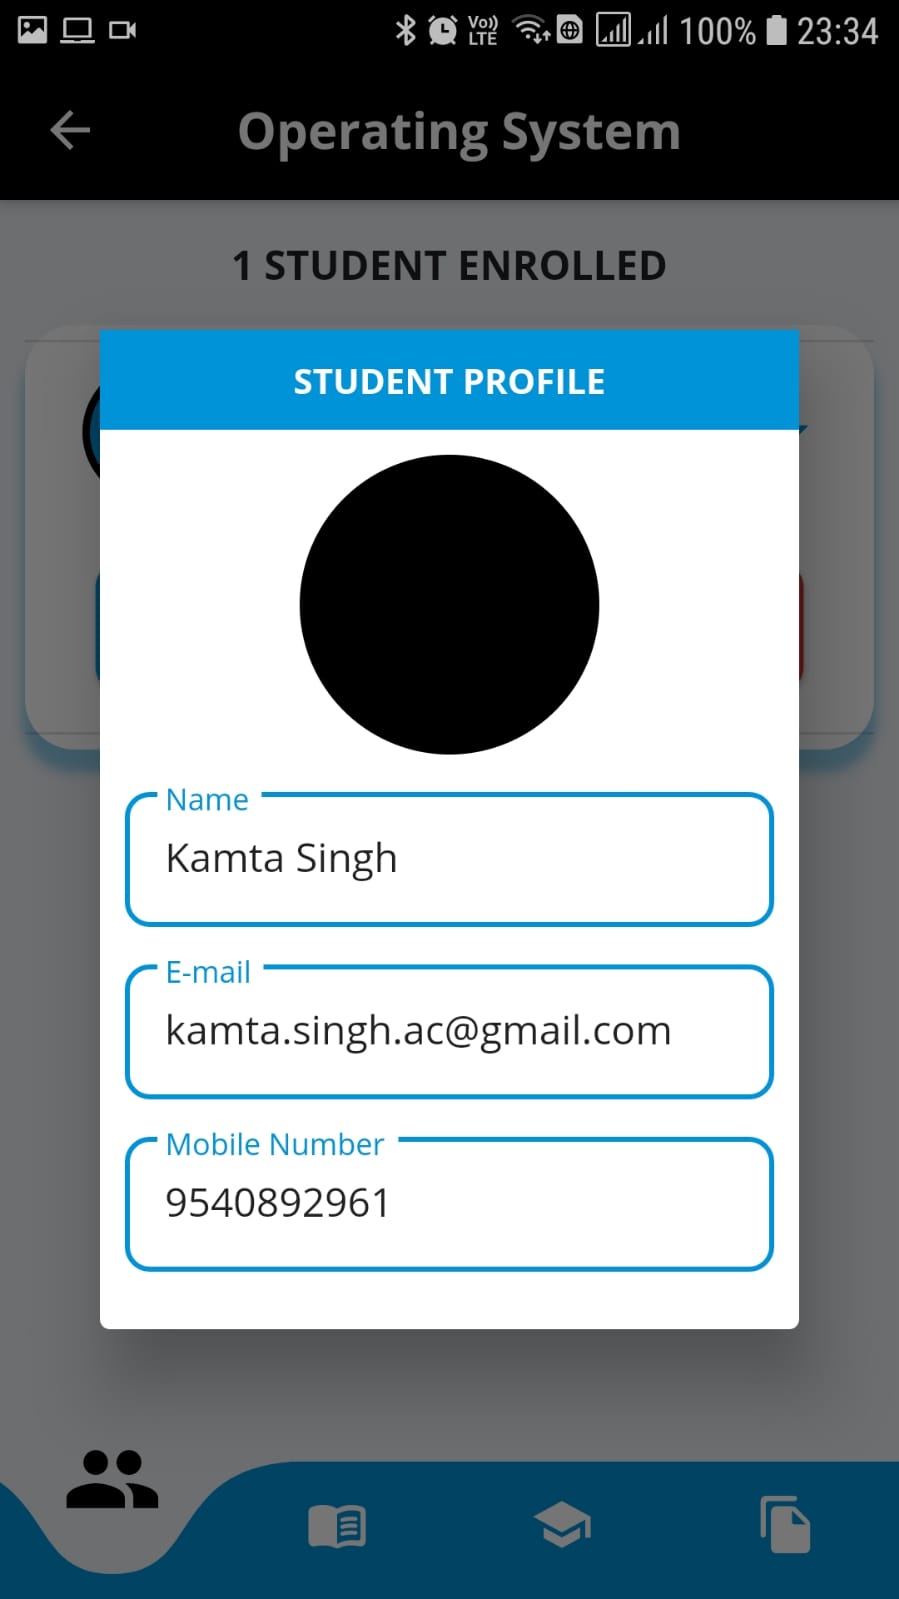 Vo)) LTE 100% 23:34
Operating System
1 STUDENT ENROLLED
STUDENT PROFILE
Name
Kamta Singh
E-mail
kamta.singh.ac@gmail.com
Mobile Number
9540892961